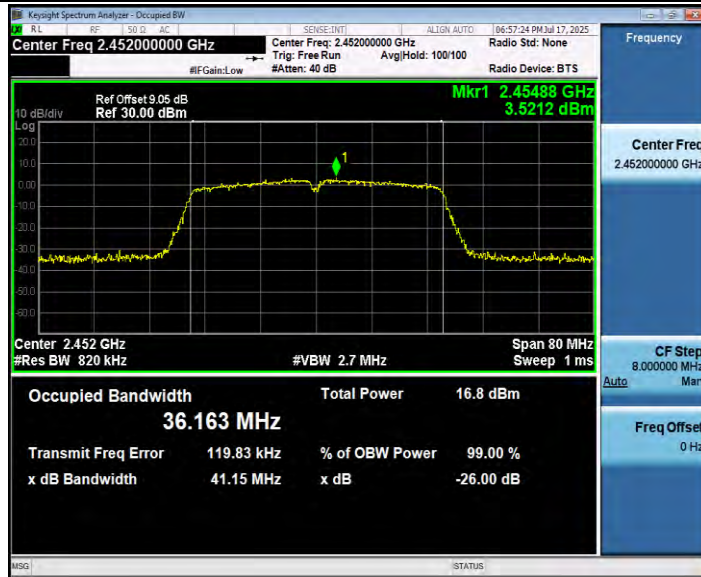 Keysight Spectrum Analyzer - Occupied BW
RL RF 50 Ω AC SENSE:INT ALIGN AUTO 06:57:24 PM Jul 17, 2025
Center Freq 2.452000000 GHz
Center Freq: 2.452000000 GHz
Radio Std: None
Trig: Free Run Avg|Hold: 100/100
#IFGain:Low #Atten: 40 dB Radio Device: BTS
Frequency
Ref Offset 9.05 dB
10 dB/div Ref 30.00 dBm
Mkr1 2.45488 GHz
3.5212 dBm
Log
20.0
10.0
0.00
-10.0
-20.0
-30.0
-40.0
-50.0
-60.0
1
Center 2.452 GHz Span 80 MHz
#Res BW 820 kHz #VBW 2.7 MHz Sweep 1 ms
Occupied Bandwidth Total Power 16.8 dBm
36.163 MHz
Transmit Freq Error 119.83 kHz % of OBW Power 99.00 %
x dB Bandwidth 41.15 MHz x dB -26.00 dB
Center Freq
2.452000000 GHz
CF Step
8.000000 MHz
Auto Man
Freq Offset
0 Hz
MSG STATUS